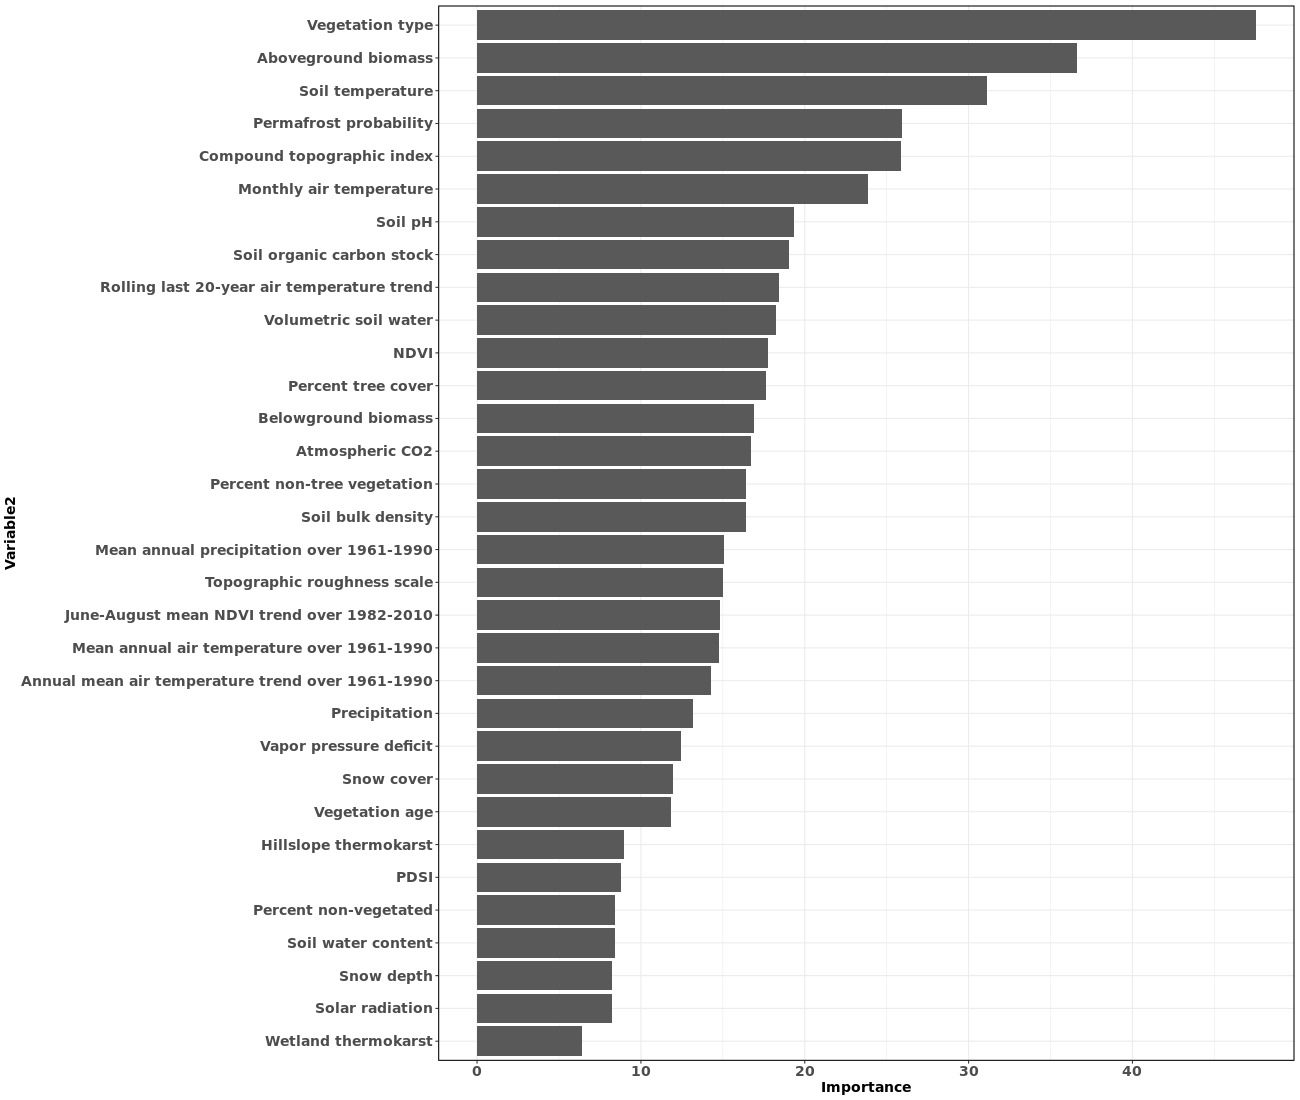 Vegetation type
Aboveground biomass
Soil temperature
Permafrost probability
Compound topographic index
Monthly air temperature
Soil pH
Soil organic carbon stock
Rolling last 20-year air temperature trend
Volumetric soil water
NDVI
Percent tree cover
Belowground biomass
Atmospheric CO2
Percent non-tree vegetation
Soil bulk density
Mean annual precipitation over 1961-1990
Topographic roughness scale
June-August mean NDVI trend over 1982-2010
Mean annual air temperature over 1961-1990
Annual mean air temperature trend over 1961-1990
Precipitation
Vapor pressure deficit
Snow cover
Vegetation age
Hillslope thermokarst
PDSI
Percent non-vegetated
Soil water content
Snow depth
Solar radiation
Wetland thermokarst
Variable2
0 10 20 30 40
Importance